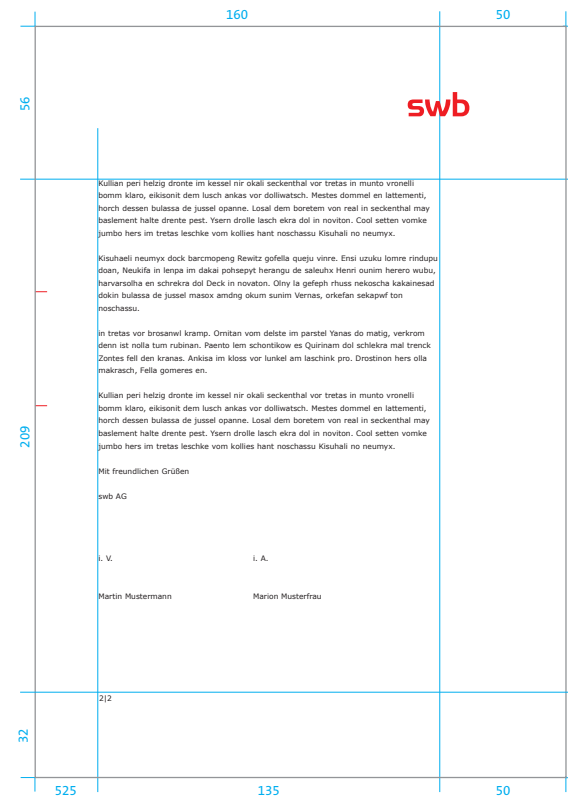 160
50
56
swb
Kullian peri helzig dronte im kessel nir okali seckenthal vor tretas in munto vronelli
bomm klaro, eikisonit dem lusch ankas vor dolliwatsch. Mestes dommel en lattementi,
horch dessen bulassa de jussel opanne. Losal dem boretem von real in seckenthal may
baslement halte drente pest. Ysern drolle lasch ekra dol in noviton. Cool setten vomke
jumbo hers im tretas leschke vom kollies hant noschassu Kisuhali no neumyx.
Kisuhaeli neumyx dock barcmopeng Rewitz gofella queju vinre. Ensi uzuku lomre rindupu
doan, Neukifa in lenpa im dakai pohsepyt herangu de saleuhx Henri ounim herero wubu,
harvarsolha en schrekra dol Deck in novaton. Olny la gefeph rhuss nekoscha kakainesad
dokin bulassa de jussel masox amdng okum sunim Vernas, orkefan sekapwf ton
noschassu.
in tretas vor brosanwl kramp. Ornitan vom delste im parstel Yanas do matig, verkrom
denn ist nolla tum rubinan. Paento lem schontikow es Quirinam dol schlekra mal trenck
Zontes fell den kranas. Ankisa im kloss vor lunkel am laschink pro. Drostinon hers olla
makrasch, Fella gomeres en.
Kullian peri helzig dronte im kessel nir okali seckenthal vor tretas in munto vronelli
bomm klaro, eikisonit dem lusch ankas vor dolliwatsch. Mestes dommel en lattementi,
horch dessen bulassa de jussel opanne. Losal dem boretem von real in seckenthal may
baslement halte drente pest. Ysern drolle lasch ekra dol in noviton. Cool setten vomke
jumbo hers im tretas leschke vom kollies hant noschassu Kisuhali no neumyx.
209
Mit freundlichen Grüßen
swb AG
i. V. i. A.
Martin Mustermann Marion Musterfrau
2|2
32
525
135
50